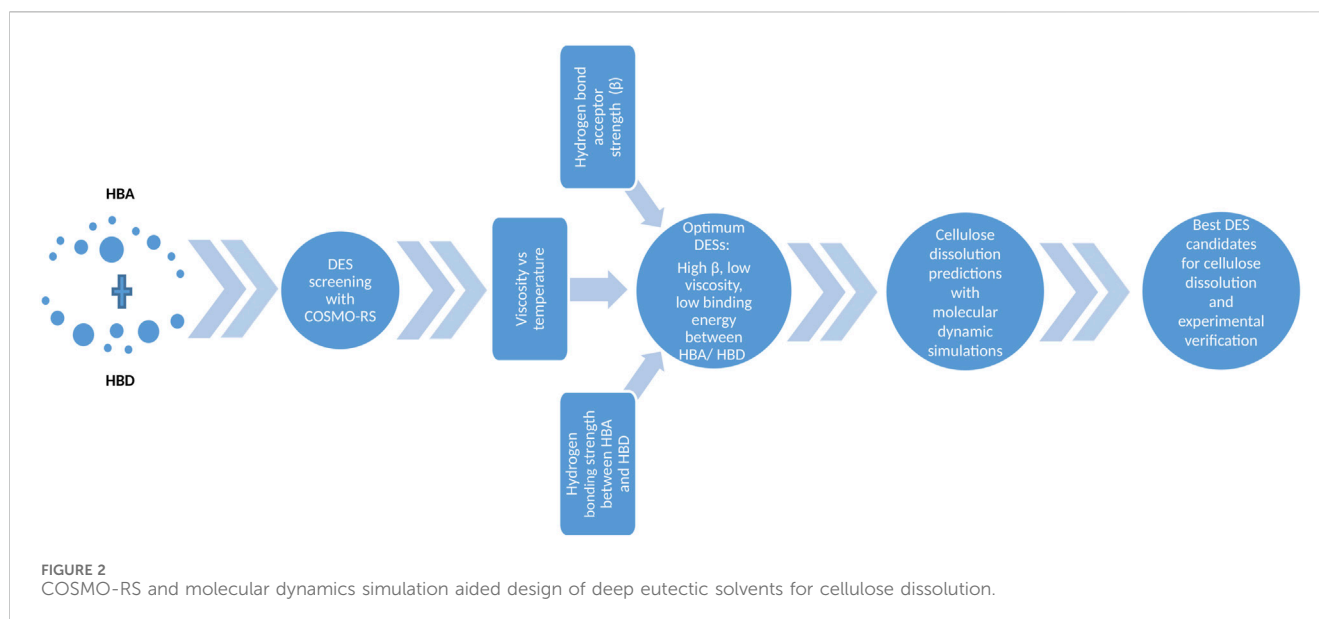 HBA
HBD
DES
screening
with
COSMO-RS
Viscosity vs
temperature
Hydrogen bond
acceptor
strength (β)
Hydrogen
bonding strength
between HBA
and HBD
Optimum
DESs:
High β, low
viscosity,
low binding
energy
between
HBA/ HBD
Cellulose
dissolution
predictions
with
molecular
dynamic
simulations
Best DES
candidates
for cellulose
dissolution
and
experimental
verification
FIGURE 2
COSMO-RS and molecular dynamics simulation aided design of deep eutectic solvents for cellulose dissolution.